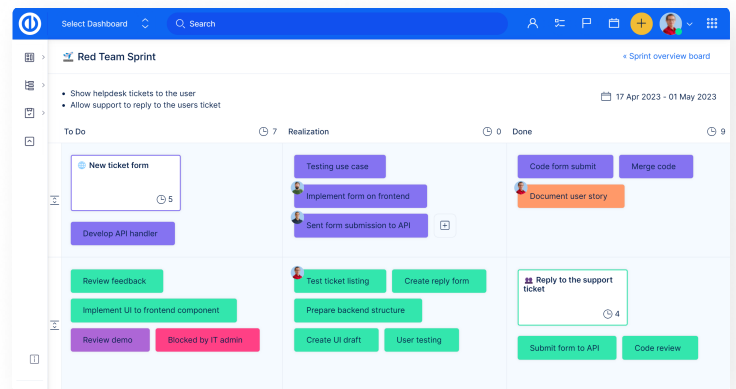 Select Dashboard
Search
Red Team Sprint
« Sprint overview board
Show helpdesk tickets to the user
Allow support to reply to the users ticket
17 Apr 2023 - 01 May 2023
To Do
7
Realization
0
Done
9
New ticket form
5
Develop API handler
Testing use case
Implement form on frontend
Sent form submission to API
Code form submit
Merge code
Document user story
Review feedback
Implement UI to frontend component
Review demo
Blocked by IT admin
Test ticket listing
Create reply form
Prepare backend structure
Create UI draft
User testing
Reply to the support
ticket
4
Submit form to API
Code review